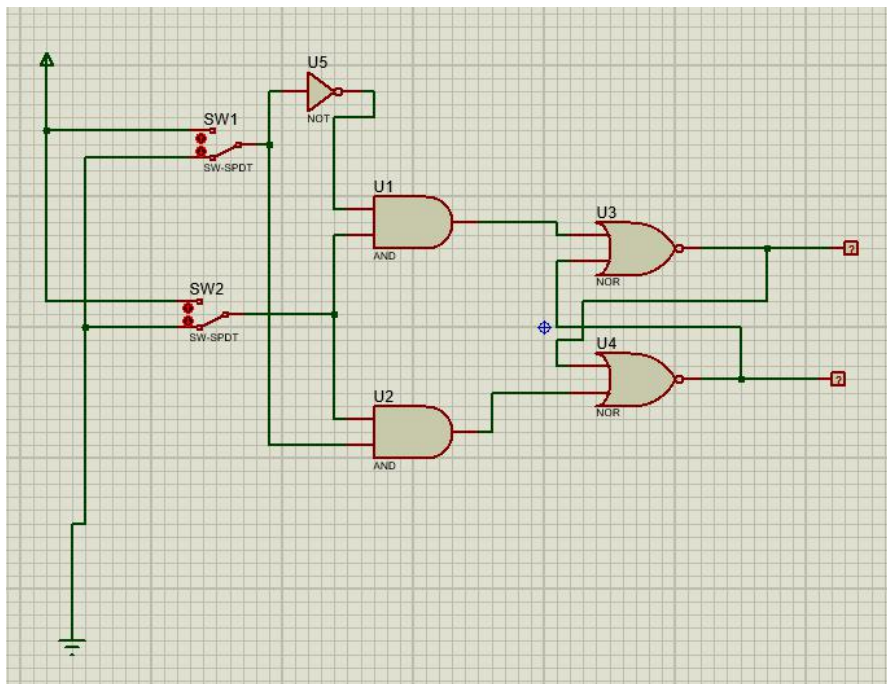 U5
NOT
SW1
SW-SPDT
U1
AND
U3
NOR
?
SW2
SW-SPDT
U4
NOR
?
U2
AND